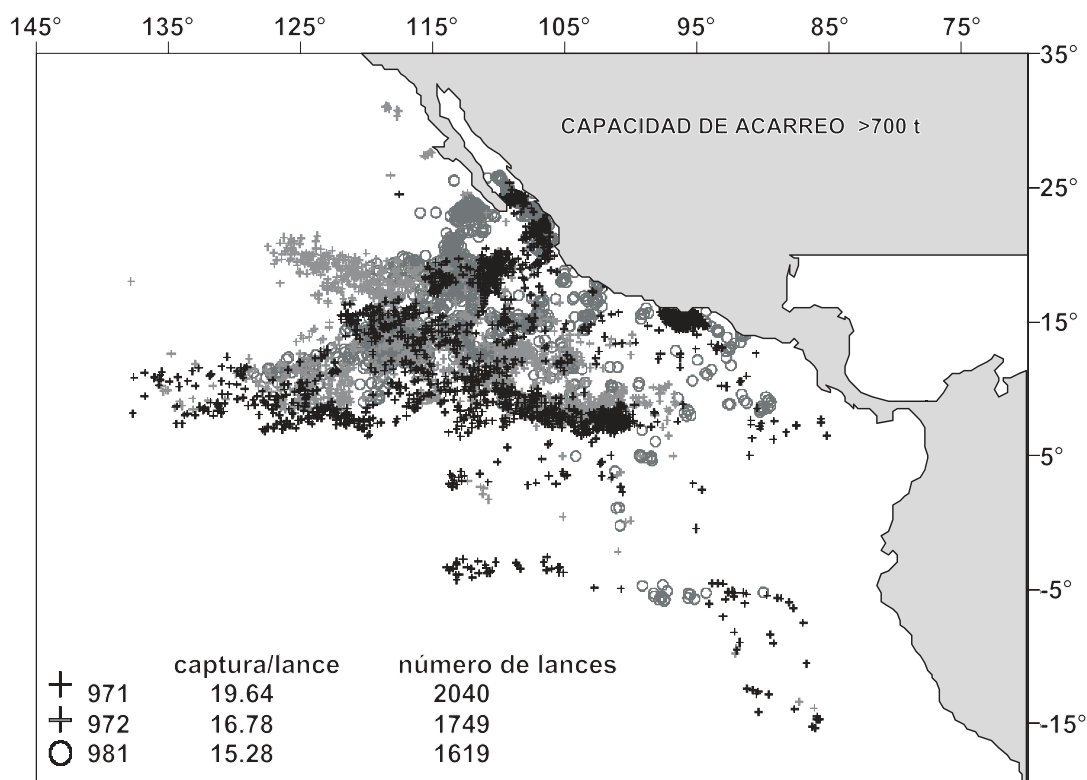 145° 135° 125° 115° 105° 95° 85° 75°
35°
CAPACIDAD DE ACARREO >700 t
25°
15°
5°
-5°
captura/lance número de lances
971 19.64 2040
972 16.78 1749
-15°
981 15.28 1619